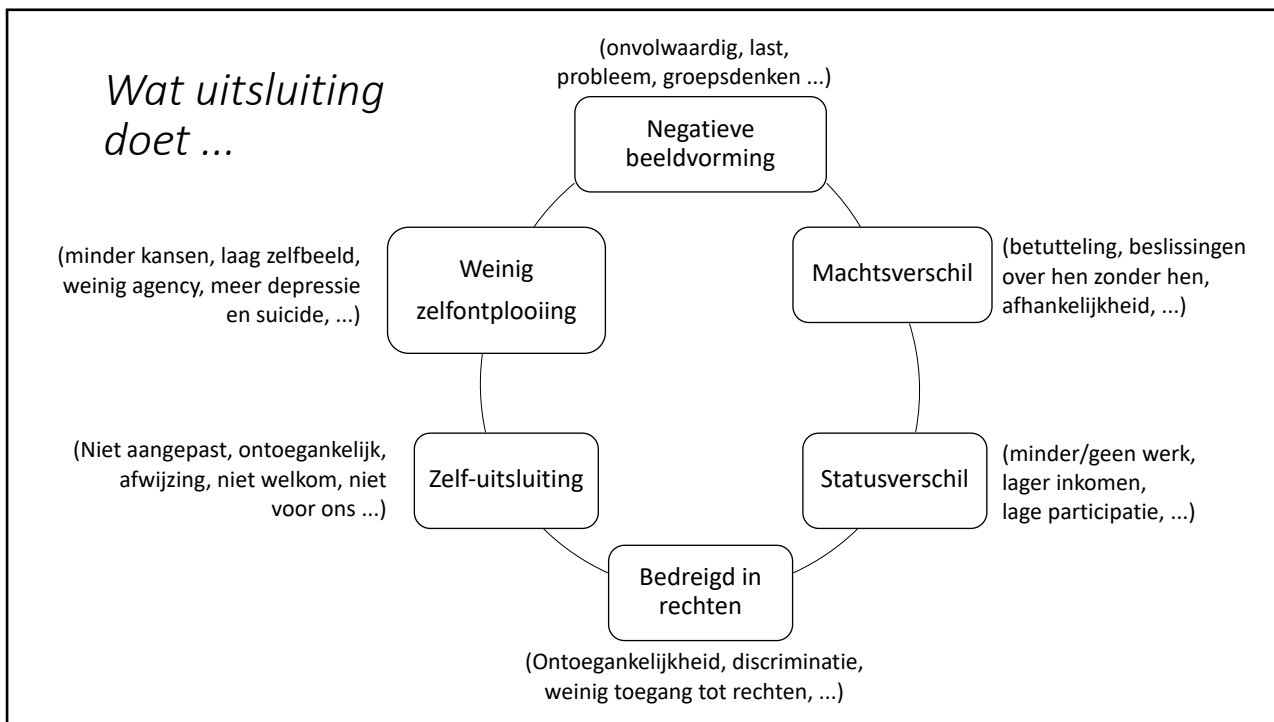 Wat uitsluiting
doet ...
(onvolwaardig, last,
probleem, groepsdenken ...)
Negatieve
beeldvorming
Machtsverschil
(betutteling, beslissingen
over hen zonder hen,
afhankelijkheid, ...)
Statusverschil
(minder/geen werk,
lager inkomen,
lage participatie, ...)
Bedreigd in
rechten
(Ontoegankelijkheid, discriminatie,
weinig toegang tot rechten, ...)
Zelf-uitsluiting
(Niet aangepast, ontoegankelijk,
afwijzing, niet welkom, niet
voor ons ...)
Weinig
zelfontplooiing
(minder kansen, laag zelfbeeld,
weinig agency, meer depressie
en suicide, ...)